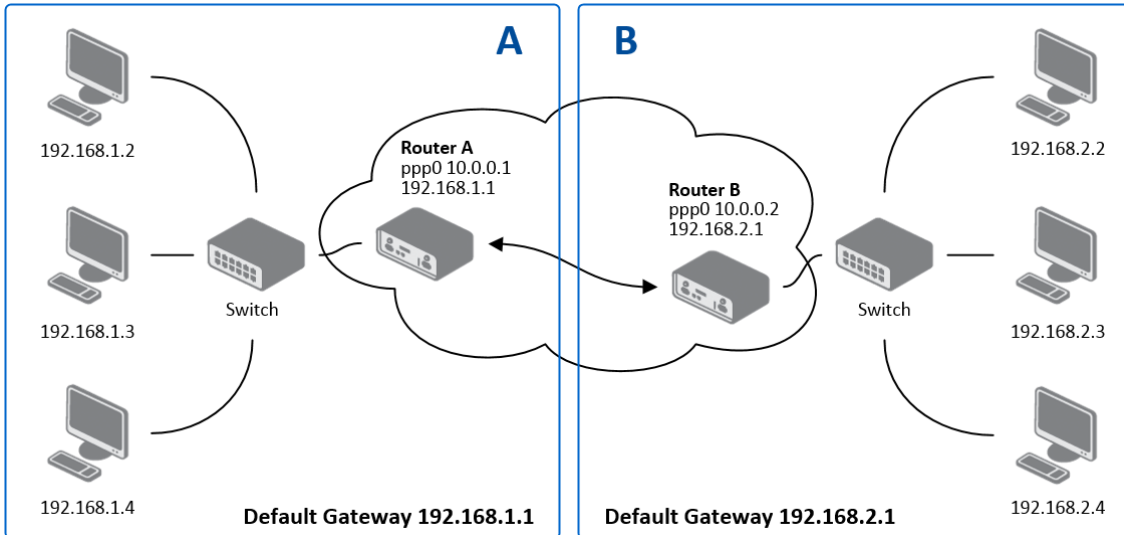 A
192.168.1.2
192.168.1.3
192.168.1.4
Switch
Router A
ppp0 10.0.0.1
192.168.1.1
Default Gateway 192.168.1.1
B
Router B
ppp0 10.0.0.2
192.168.2.1
Switch
192.168.2.2
192.168.2.3
192.168.2.4
Default Gateway 192.168.2.1